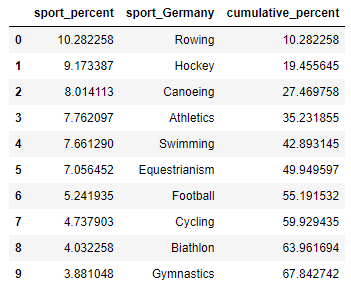 sport_percent sport_Germany cumulative_percent
0 10.282258 Rowing 10.282258
1 9.173387 Hockey 19.455645
2 8.014113 Canoeing 27.469758
3 7.762097 Athletics 35.231855
4 7.661290 Swimming 42.893145
5 7.056452 Equestrianism 49.949597
6 5.241935 Football 55.191532
7 4.737903 Cycling 59.929435
8 4.032258 Biathlon 63.961694
9 3.881048 Gymnastics 67.842742